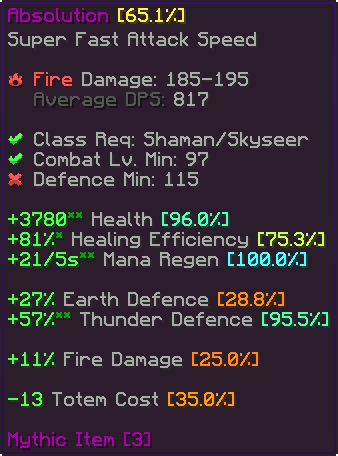 Absolution [65.1%]
Super Fast Attack Speed
Fire Damage: 185-195
Average DPS: 817
✔ Class Req: Shaman/Skyseer
✔ Combat Lv. Min: 97
✖ Defence Min: 115
+3780** Health [96.0%]
+81%* Healing Efficiency [75.3%]
+21/5s** Mana Regen [100.0%]
+27% Earth Defence [28.8%]
+57%** Thunder Defence [95.5%]
+11% Fire Damage [25.0%]
-13 Totem Cost [35.0%]
Mythic Item [3]